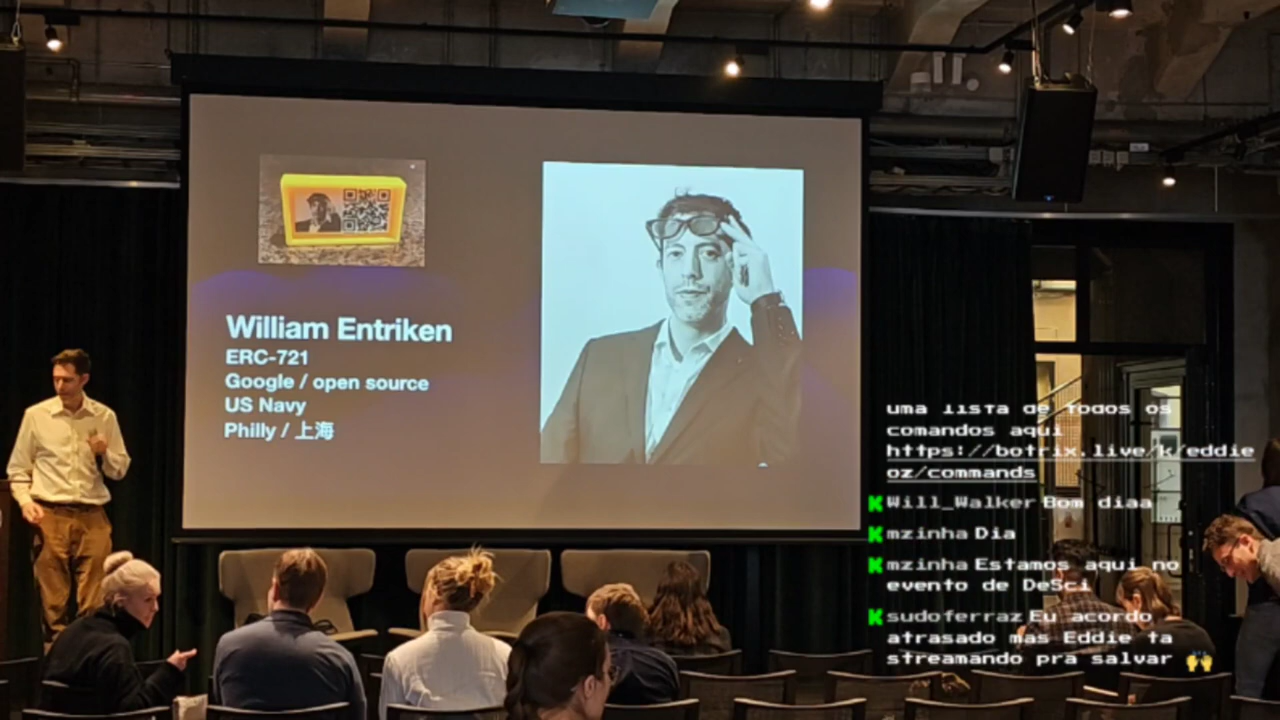 William Entriken
ERC-721
Google / open source
US Navy
Philly / 上海
uma lista de todos os
comandos aqui
https://botrix.live/k/eddie
oz/commands
Will_Walker Bom diaa
mzinha Dia
mzinha Estamos aqui no
evento de DeSci
sudoferraz Eu acordo
atrasado mas Eddie ta
streamando pra salvar 🙌